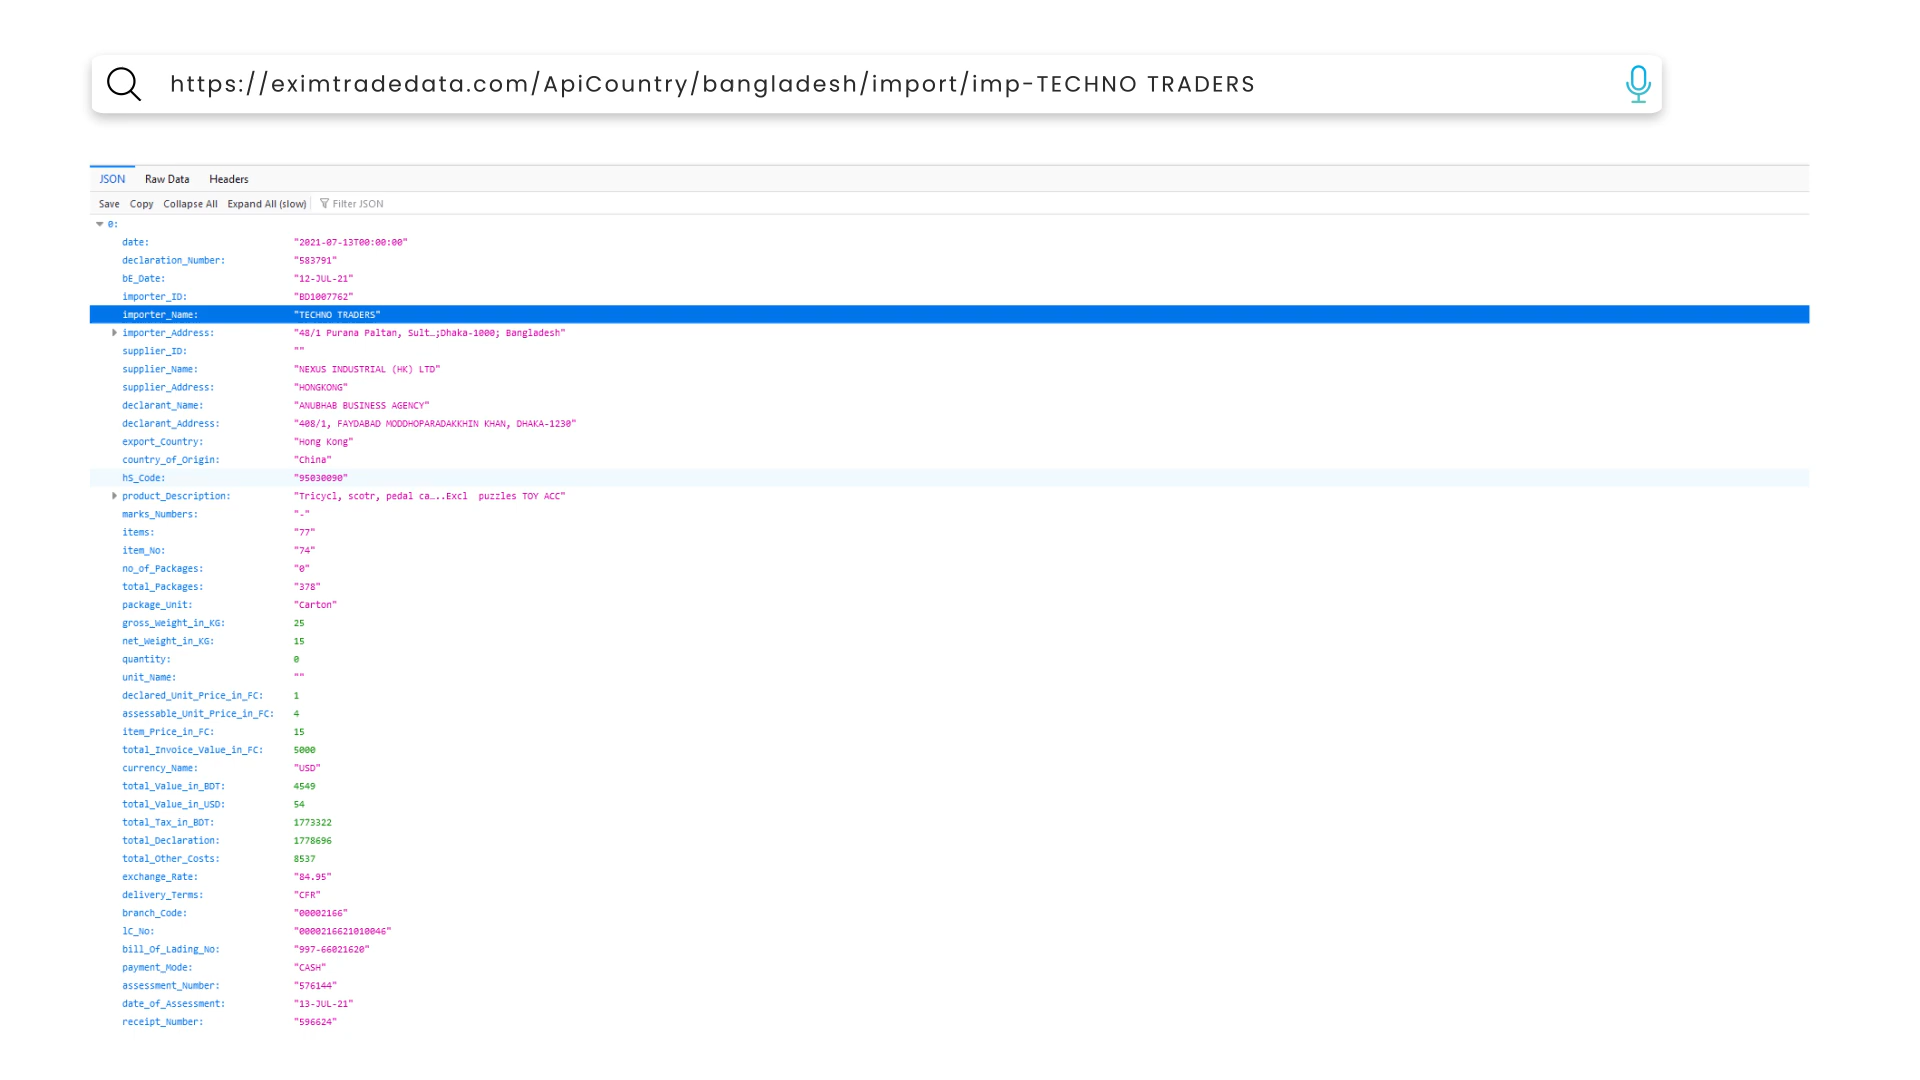 https://eximtradedata.com/ApiCountry/bangladesh/import/imp-TECHNO TRADERS
JSON Raw Data Headers
Save Copy Collapse All Expand All (slow) Filter JSON
0:
date: "2021-07-13T00:00:00"
declaration_Number: "583791"
bE_Date: "12-JUL-21"
importer_ID: "BD1007762"
importer_Name: "TECHNO TRADERS"
importer_Address: "48/1 Purana Paltan, Sult…;Dhaka-1000; Bangladesh"
supplier_ID: ""
supplier_Name: "NEXUS INDUSTRIAL (HK) LTD"
supplier_Address: "HONGKONG"
declarant_Name: "ANUBHAB BUSINESS AGENCY"
declarant_Address: "408/1, FAYDABAD MODDHOPARADAKKHIN KHAN, DHAKA-1230"
export_Country: "Hong Kong"
country_of_Origin: "China"
hS_Code: "95030090"
product_Description: "Tricycl, scotr, pedal ca...Excl  puzzles TOY ACC"
marks_Numbers: "-"
items: "77"
item_No: "74"
no_of_Packages: "0"
total_Packages: "378"
package_Unit: "Carton"
gross_Weight_in_KG: 25
net_Weight_in_KG: 15
quantity: 0
unit_Name: ""
declared_Unit_Price_in_FC: 1
assessable_Unit_Price_in_FC: 4
item_Price_in_FC: 15
total_Invoice_Value_in_FC: 5000
currency_Name: "USD"
total_Value_in_BDT: 4549
total_Value_in_USD: 54
total_Tax_in_BDT: 1773322
total_Declaration: 1778696
total_Other_Costs: 8537
exchange_Rate: "84.95"
delivery_Terms: "CFR"
branch_Code: "00002166"
lC_No: "0000216621010046"
bill_Of_Lading_No: "997-66021620"
payment_Mode: "CASH"
assessment_Number: "576144"
date_of_Assessment: "13-JUL-21"
receipt_Number: "596624"